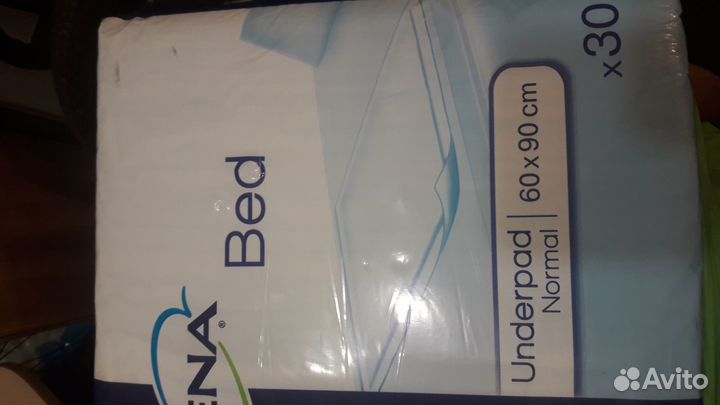 ENA®
Bed
Underpad
Normal
60 x 90 cm
x 30
Avito